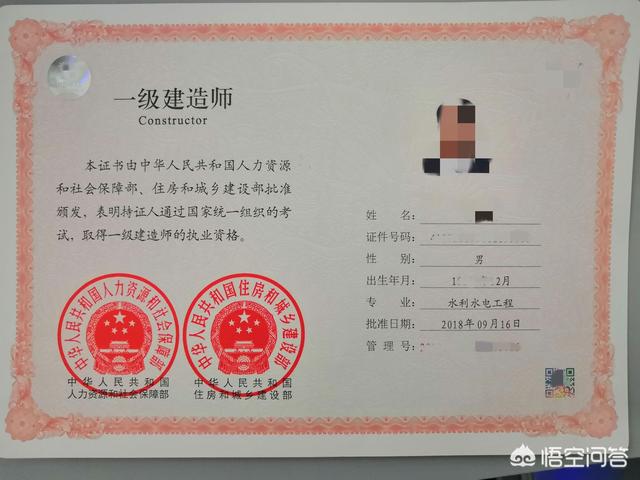 一级建造师
Constructor
本证书由中华人民共和国人力资源
和社会保障部、住房和城乡建设部批准
颁发，表明持证人通过国家统一组织的考
试，取得一级建造师的执业资格。
中华人民共和国人力资源和社会保障部
中华人民共和国住房和城乡建设部
中华人民共和国
人力资源和社会保障部
中华人民共和国
住房和城乡建设部
姓 名：
证件号码：
性 别： 男
出生年月： 2月
专 业： 水利水电工程
批准日期： 2018年09月16日
管 理 号：
悟空问答